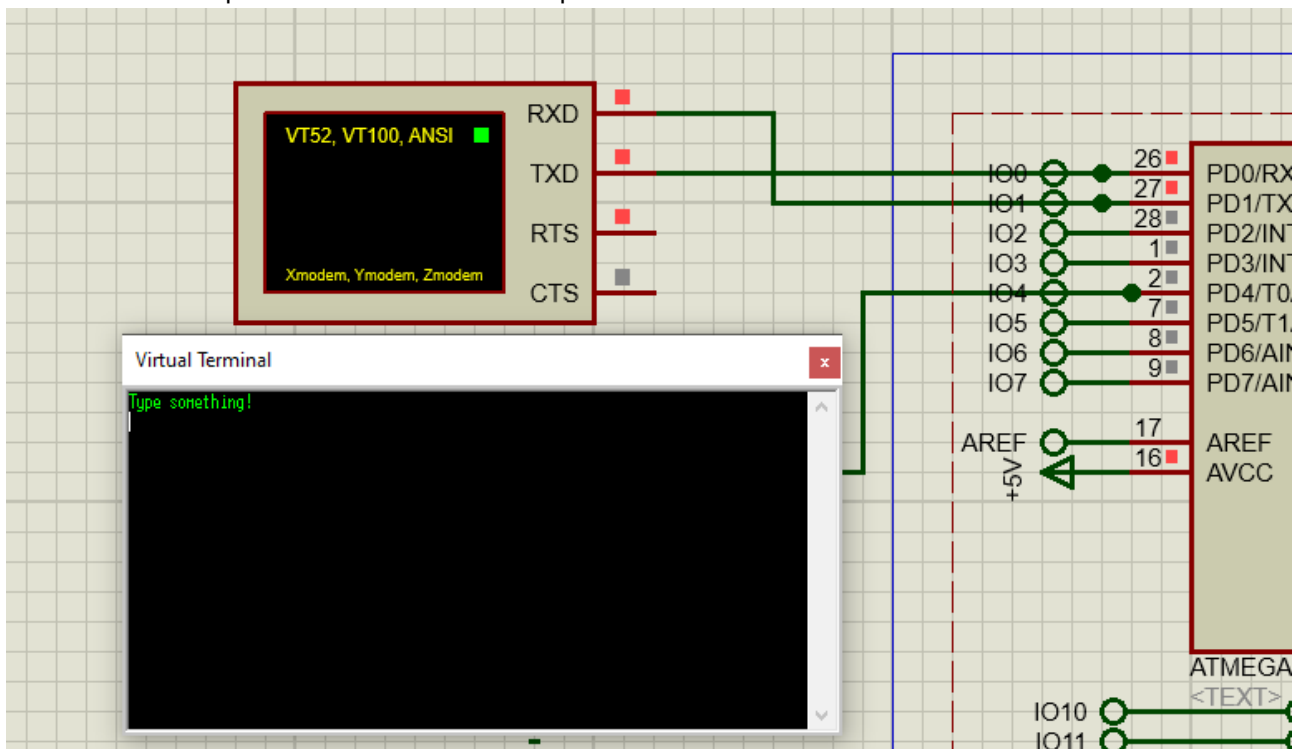 VT52, VT100, ANSI
Xmodem, Ymodem, Zmodem
RXD
TXD
RTS
CTS
Virtual Terminal
x
Type something!
IO0
IO1
IO2
IO3
IO4
IO5
IO6
IO7
AREF
+5V
26
27
28
1
2
7
8
9
17
16
PD0/RX
PD1/TX
PD2/INT
PD3/INT
PD4/T0/
PD5/T1/
PD6/AIN
PD7/AIN
AREF
AVCC
ATMEGA
<TEXT>
IO10
IO11